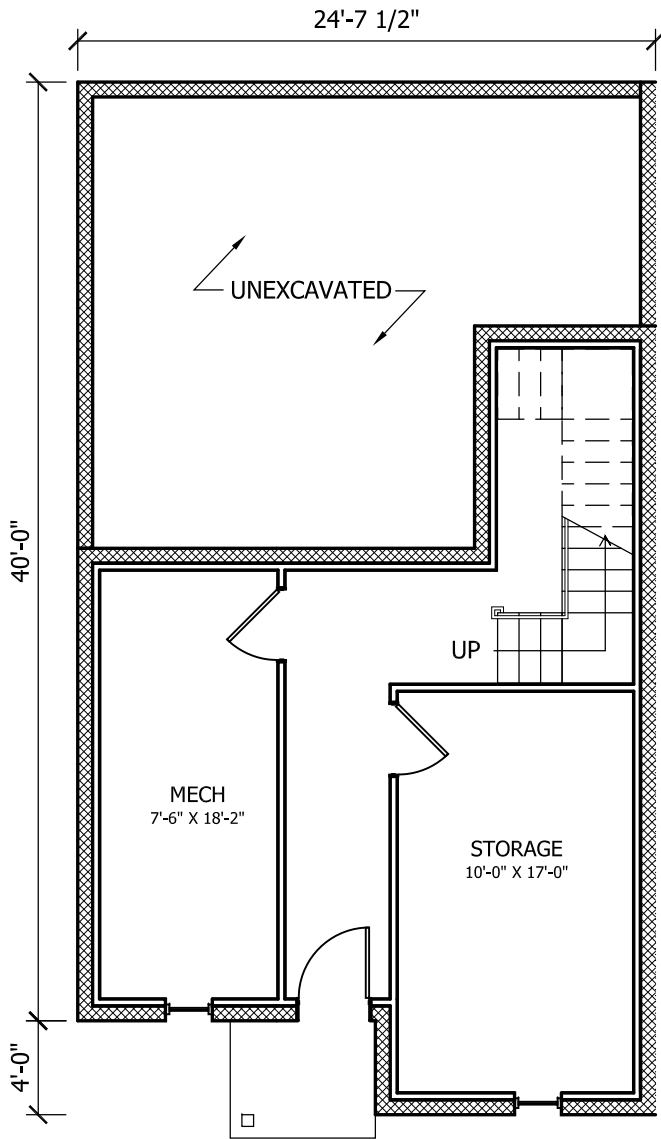 24'-7 1/2"
UNEXCAVATED
40'-0"
UP
MECH
7'-6" X 18'-2"
STORAGE
10'-0" X 17'-0"
4'-0"